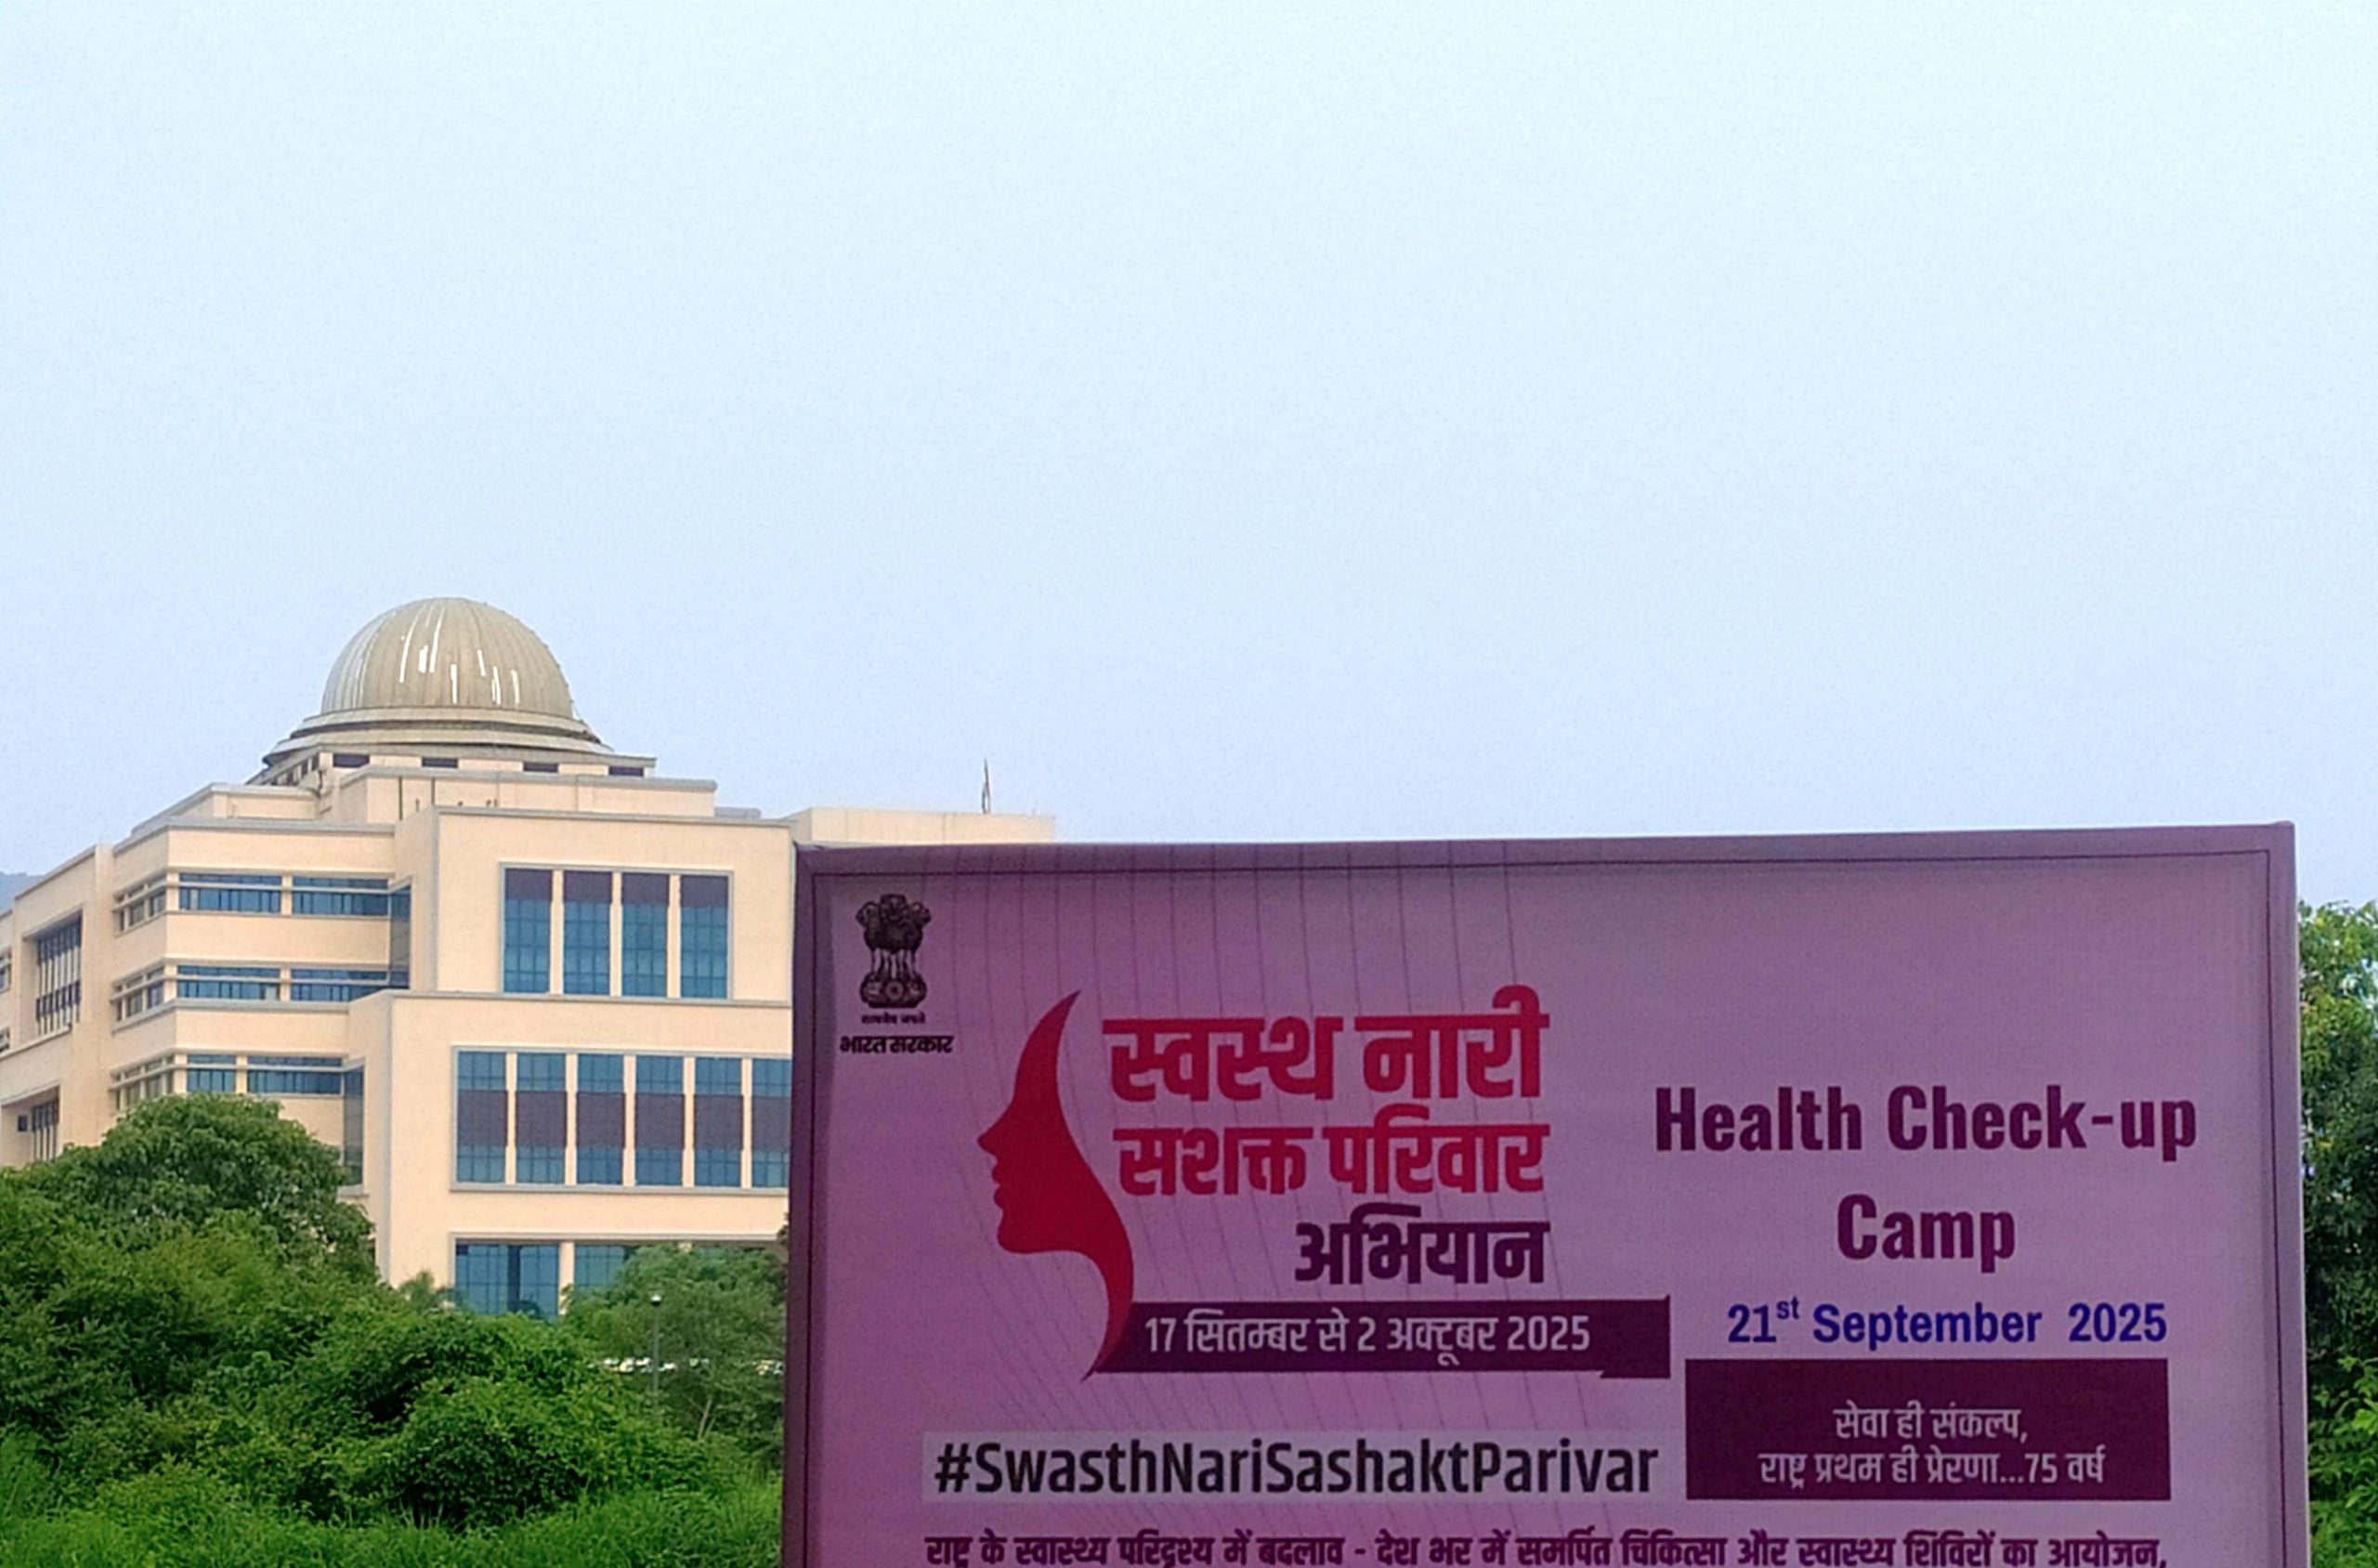 सत्यमेव जयते
भारत सरकार
स्वस्थ नारी
सशक्त परिवार
अभियान
17 सितम्बर से 2 अक्टूबर 2025
#SwasthNariSashaktParivar
Health Check-up
Camp
21st September 2025
सेवा ही संकल्प,
राष्ट्र प्रथम ही प्रेरणा...75 वर्ष
राष्ट्र के स्वास्थ्य परिदृश्य में बदलाव - देश भर में समर्पित चिकित्सा और स्वास्थ्य शिविरों का आयोजन,